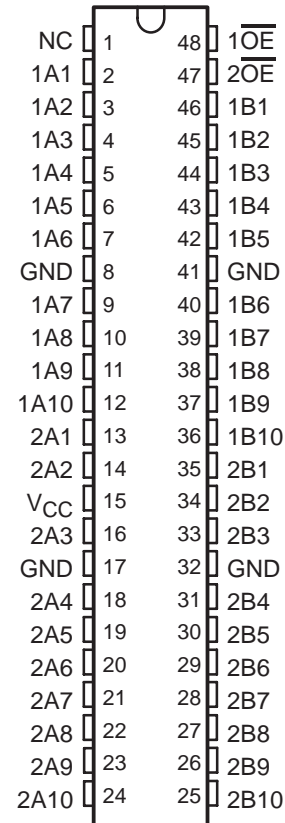 NC 1 48 1O̅E̅
1A1 2 47 2O̅E̅
1A2 3 46 1B1
1A3 4 45 1B2
1A4 5 44 1B3
1A5 6 43 1B4
1A6 7 42 1B5
GND 8 41 GND
1A7 9 40 1B6
1A8 10 39 1B7
1A9 11 38 1B8
1A10 12 37 1B9
2A1 13 36 1B10
2A2 14 35 2B1
VCC 15 34 2B2
2A3 16 33 2B3
GND 17 32 GND
2A4 18 31 2B4
2A5 19 30 2B5
2A6 20 29 2B6
2A7 21 28 2B7
2A8 22 27 2B8
2A9 23 26 2B9
2A10 24 25 2B10